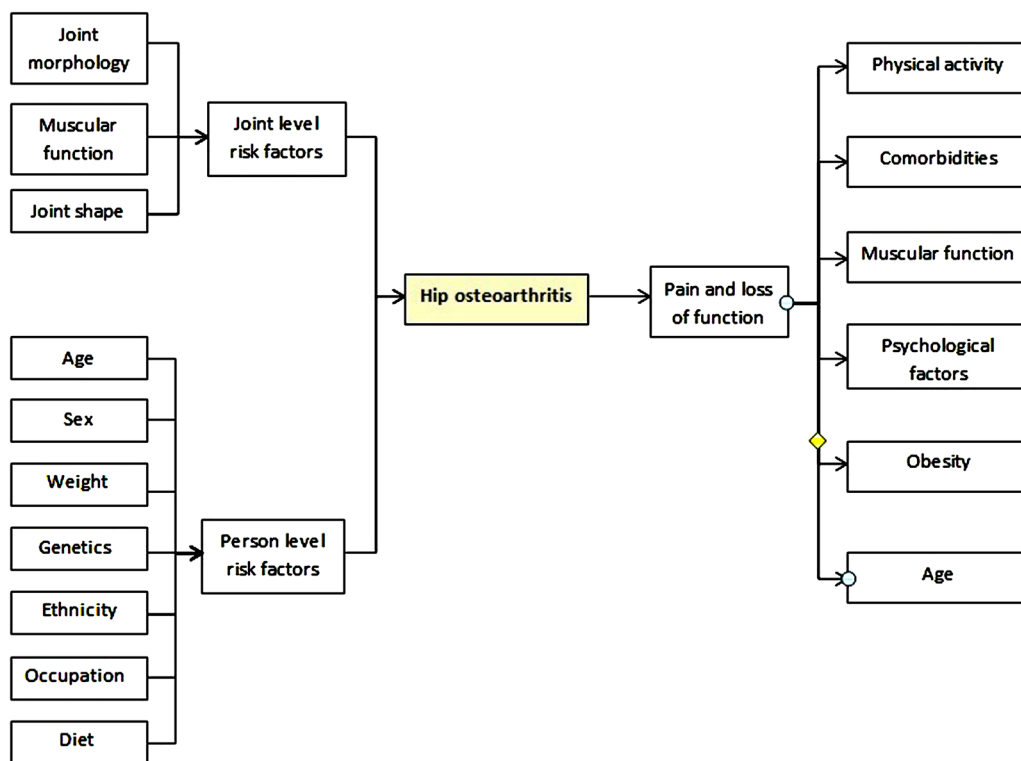 Joint
morphology
Muscular
function
Joint shape
Joint level
risk factors
Age
Sex
Weight
Genetics
Ethnicity
Occupation
Diet
Person level
risk factors
Hip osteoarthritis
Pain and loss
of function
Physical activity
Comorbidities
Muscular function
Psychological
factors
Obesity
Age